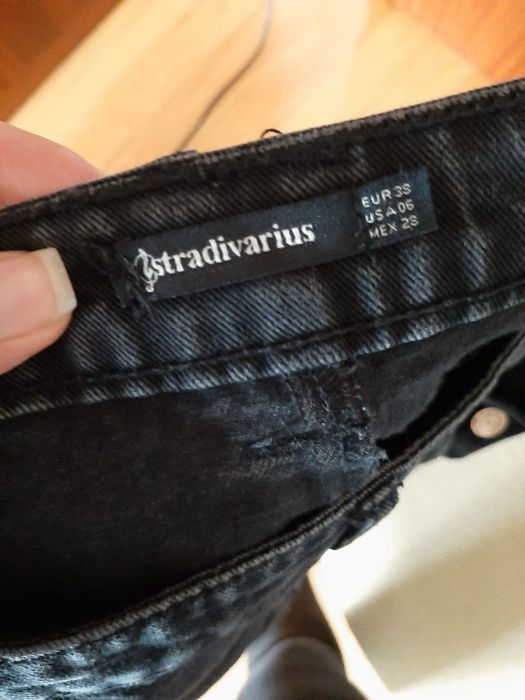 stradivarius
EUR 38
USA 06
MEX 28